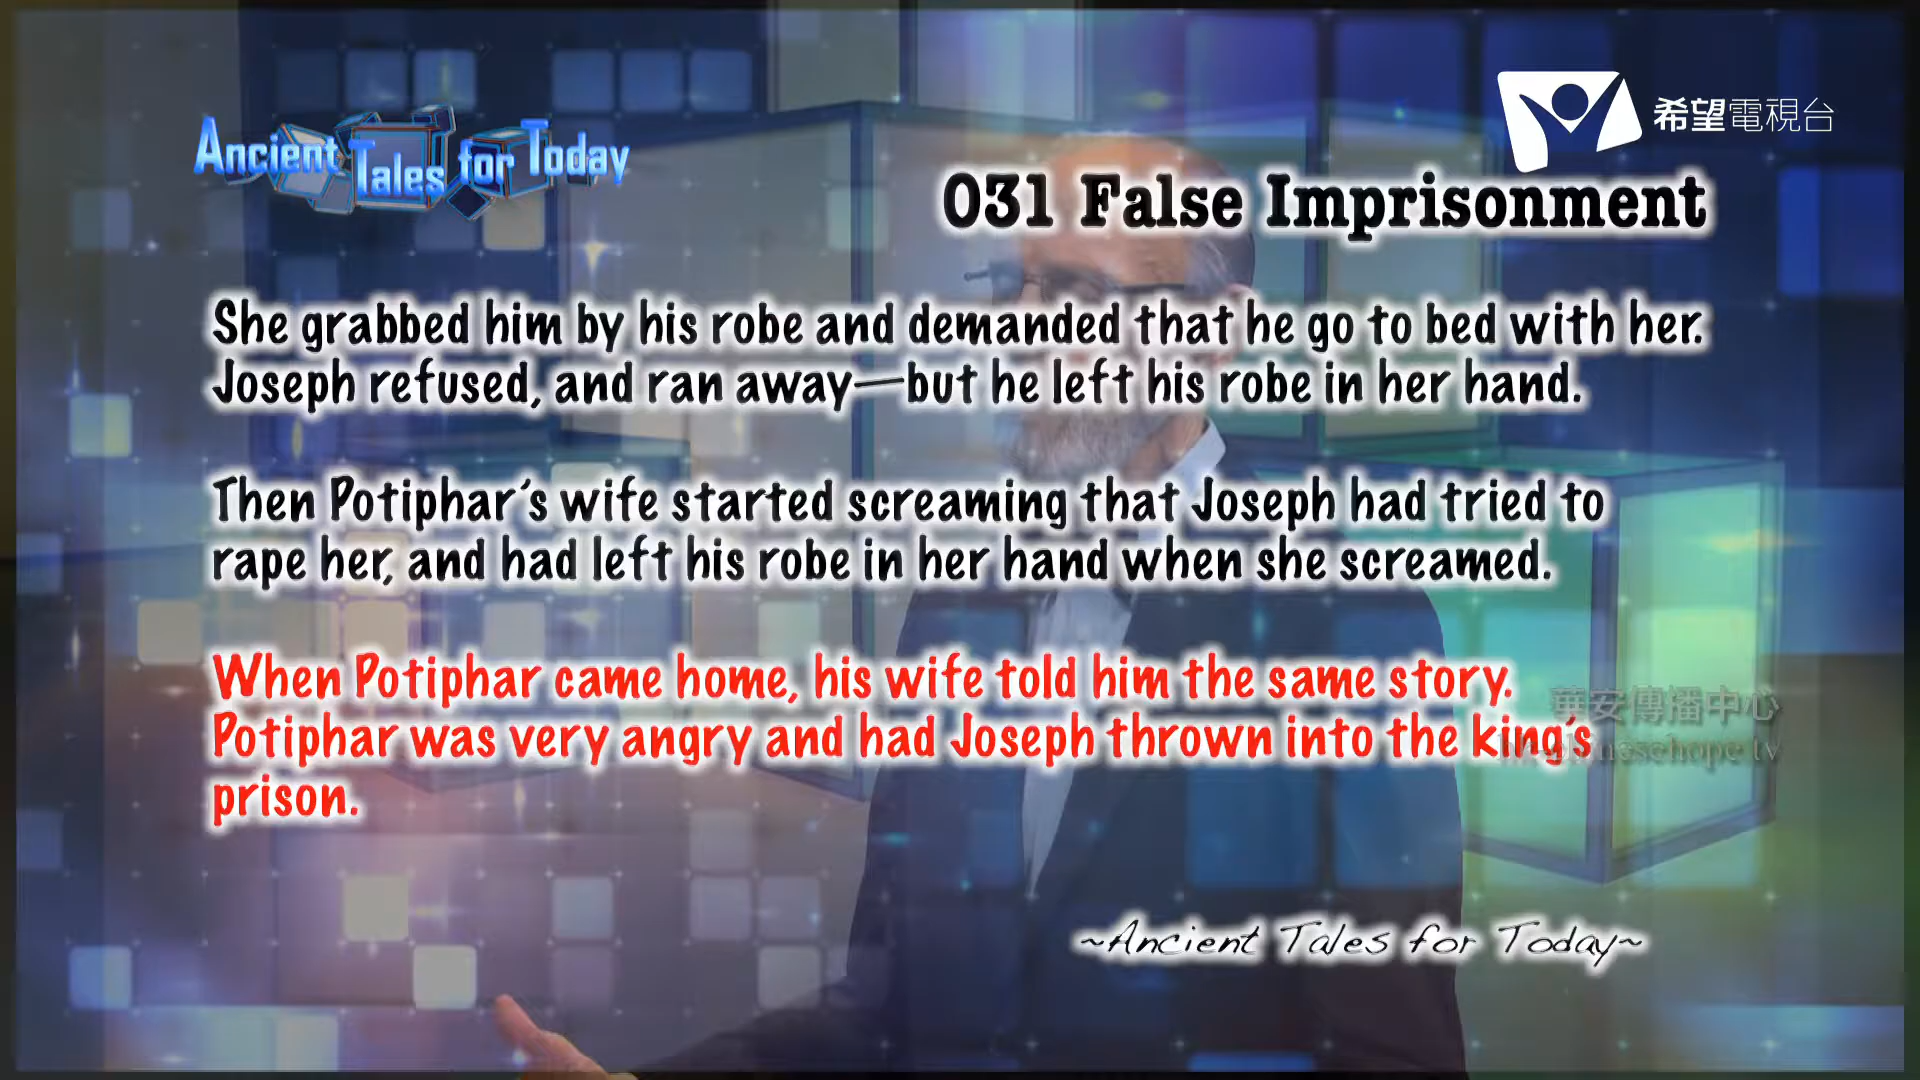 Ancient Tales for Today
希望電視台
031 False Imprisonment
She grabbed him by his robe and demanded that he go to bed with her.
Joseph refused, and ran away—but he left his robe in her hand.
Then Potiphar's wife started screaming that Joseph had tried to
rape her, and had left his robe in her hand when she screamed.
When Potiphar came home, his wife told him the same story.
華安傳播中心
Potiphar was very angry and had Joseph thrown into the king's
prison.
~Ancient Tales for Today~